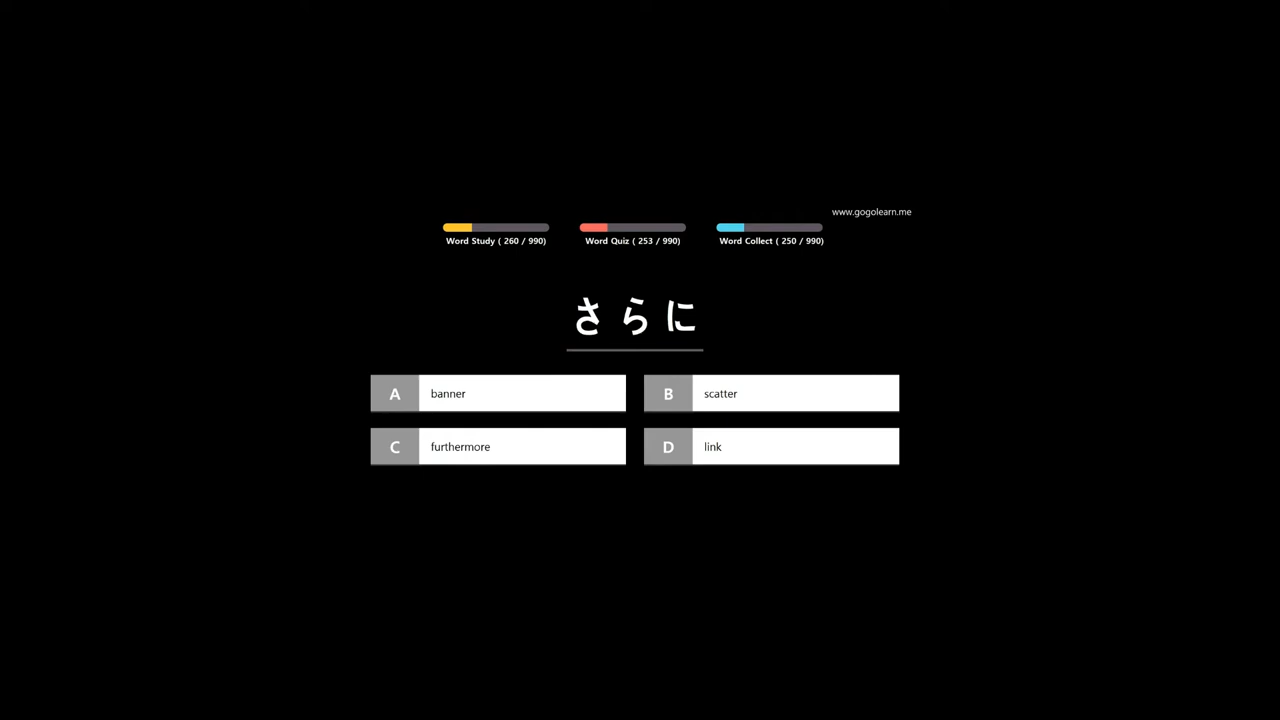 www.gogolearn.me
Word Study ( 260 / 990) Word Quiz ( 253 / 990) Word Collect ( 250 / 990)
さらに
A banner B scatter
C furthermore D link